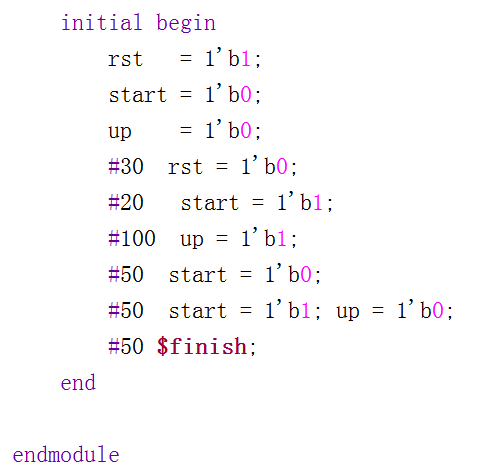 initial begin
rst   = 1'b1;
start = 1'b0;
up    = 1'b0;
#30  rst = 1'b0;
#20   start = 1'b1;
#100  up = 1'b1;
#50  start = 1'b0;
#50  start = 1'b1; up = 1'b0;
#50 $finish;
end
endmodule